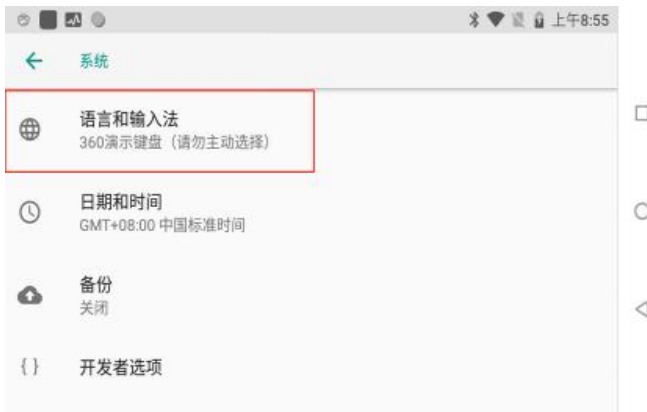 上午8:55
系统
语言和输入法
360演示键盘（请勿主动选择）
日期和时间
GMT+08:00 中国标准时间
备份
关闭
{ } 开发者选项